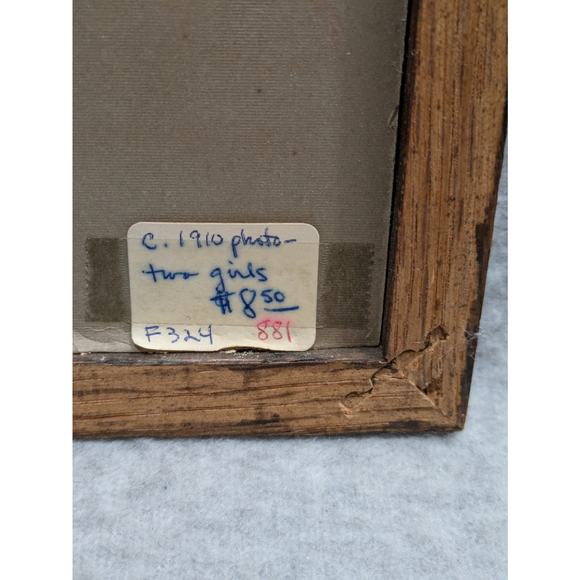 c. 1910 photo-
two girls
$8 50
F324 881